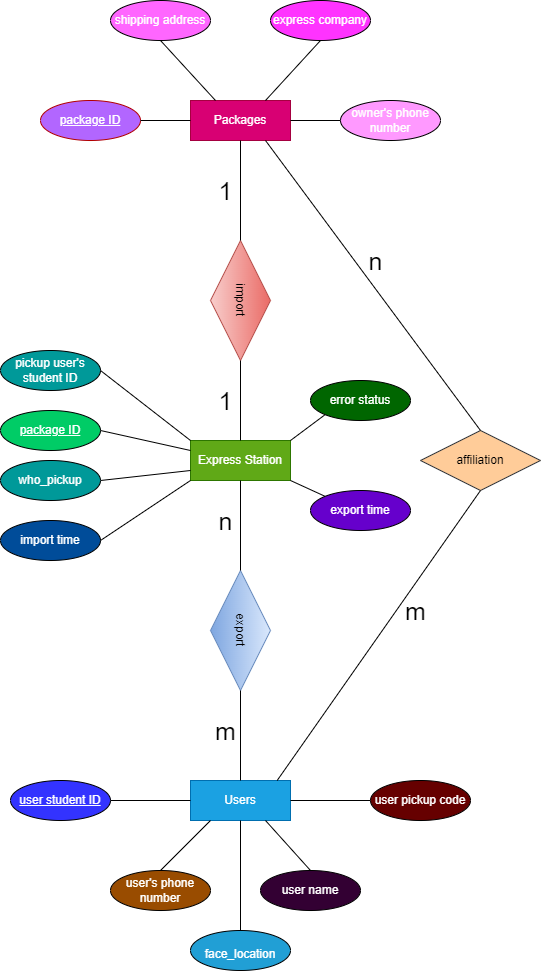 shipping address
express company
package ID
Packages
owner's phone
number
1
n
import
pickup user's
student ID
1
error status
package ID
Express Station
affiliation
who_pickup
export time
n
import time
m
export
m
user student ID
Users
user pickup code
user's phone
number
user name
face_location